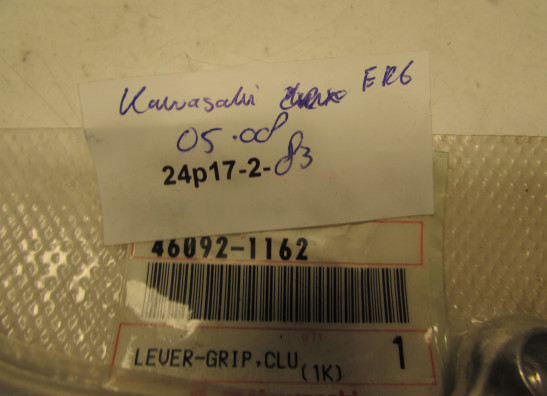 Kawasaki ER6
05.08
24p17-2-83
46092-1162
LEVER-GRIP,CLU
(1K)
1